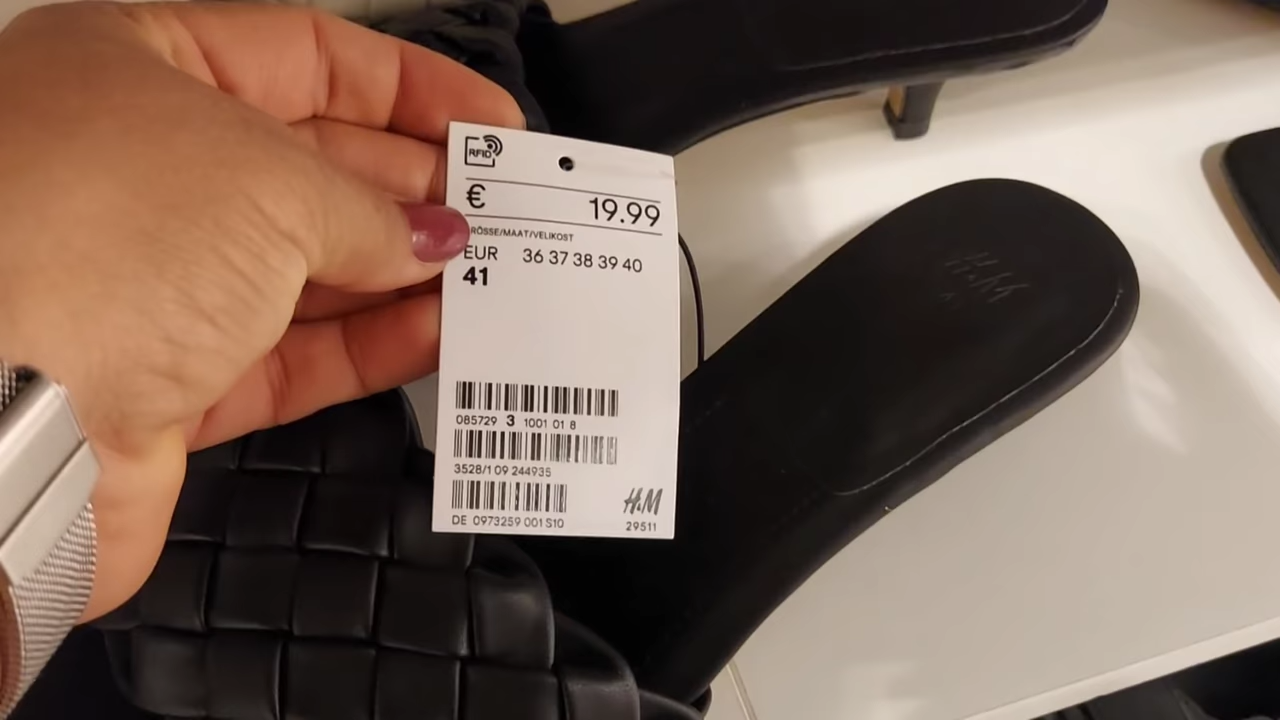 RFID
€ 19.99
RÖSSE/MAAT/VELIKOST
EUR 36 37 38 39 40
41
085729 3 1001 01 8
3528/1 09 244935
DE 0973259 001 S10
H&M
29511
H&M